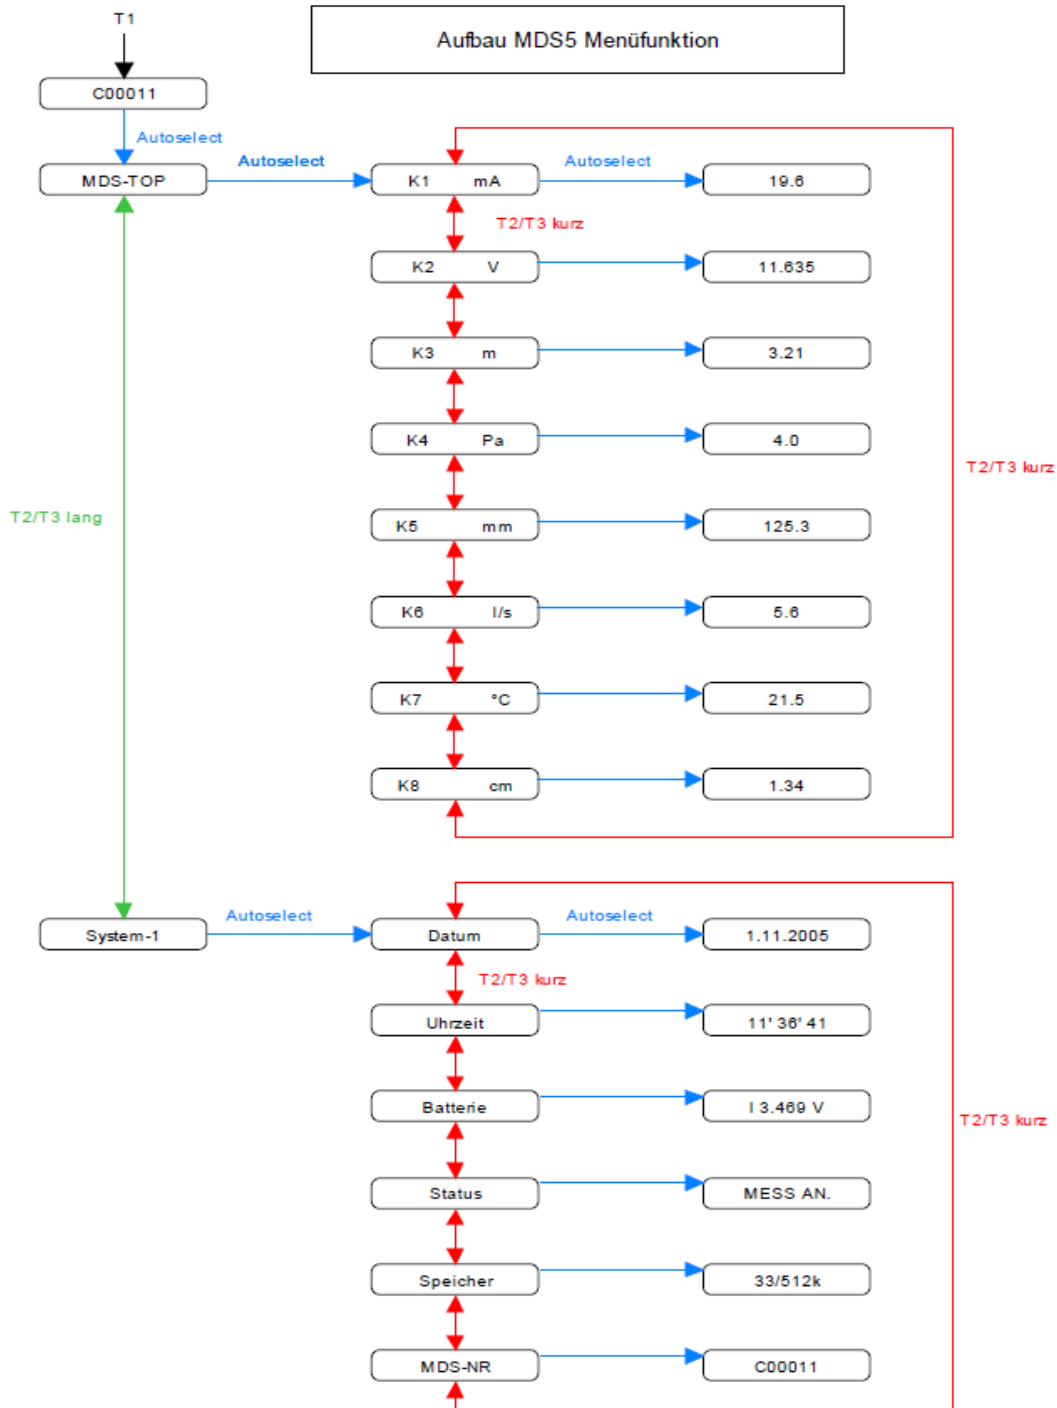 T1
Aufbau MDS5 Menüfunktion
C00011
Autoselect
MDS-TOP
Autoselect
K1 mA
Autoselect
19.6
T2/T3 kurz
K2 V
11.635
K3 m
3.21
K4 Pa
4.0
T2/T3 kurz
T2/T3 lang
K5 mm
125.3
K6 l/s
5.6
K7 °C
21.5
K8 cm
1.34
System-1
Autoselect
Datum
Autoselect
1.11.2005
T2/T3 kurz
Uhrzeit
11' 36' 41
Batterie
I 3.469 V
T2/T3 kurz
Status
MESS AN.
Speicher
33/512k
MDS-NR
C00011